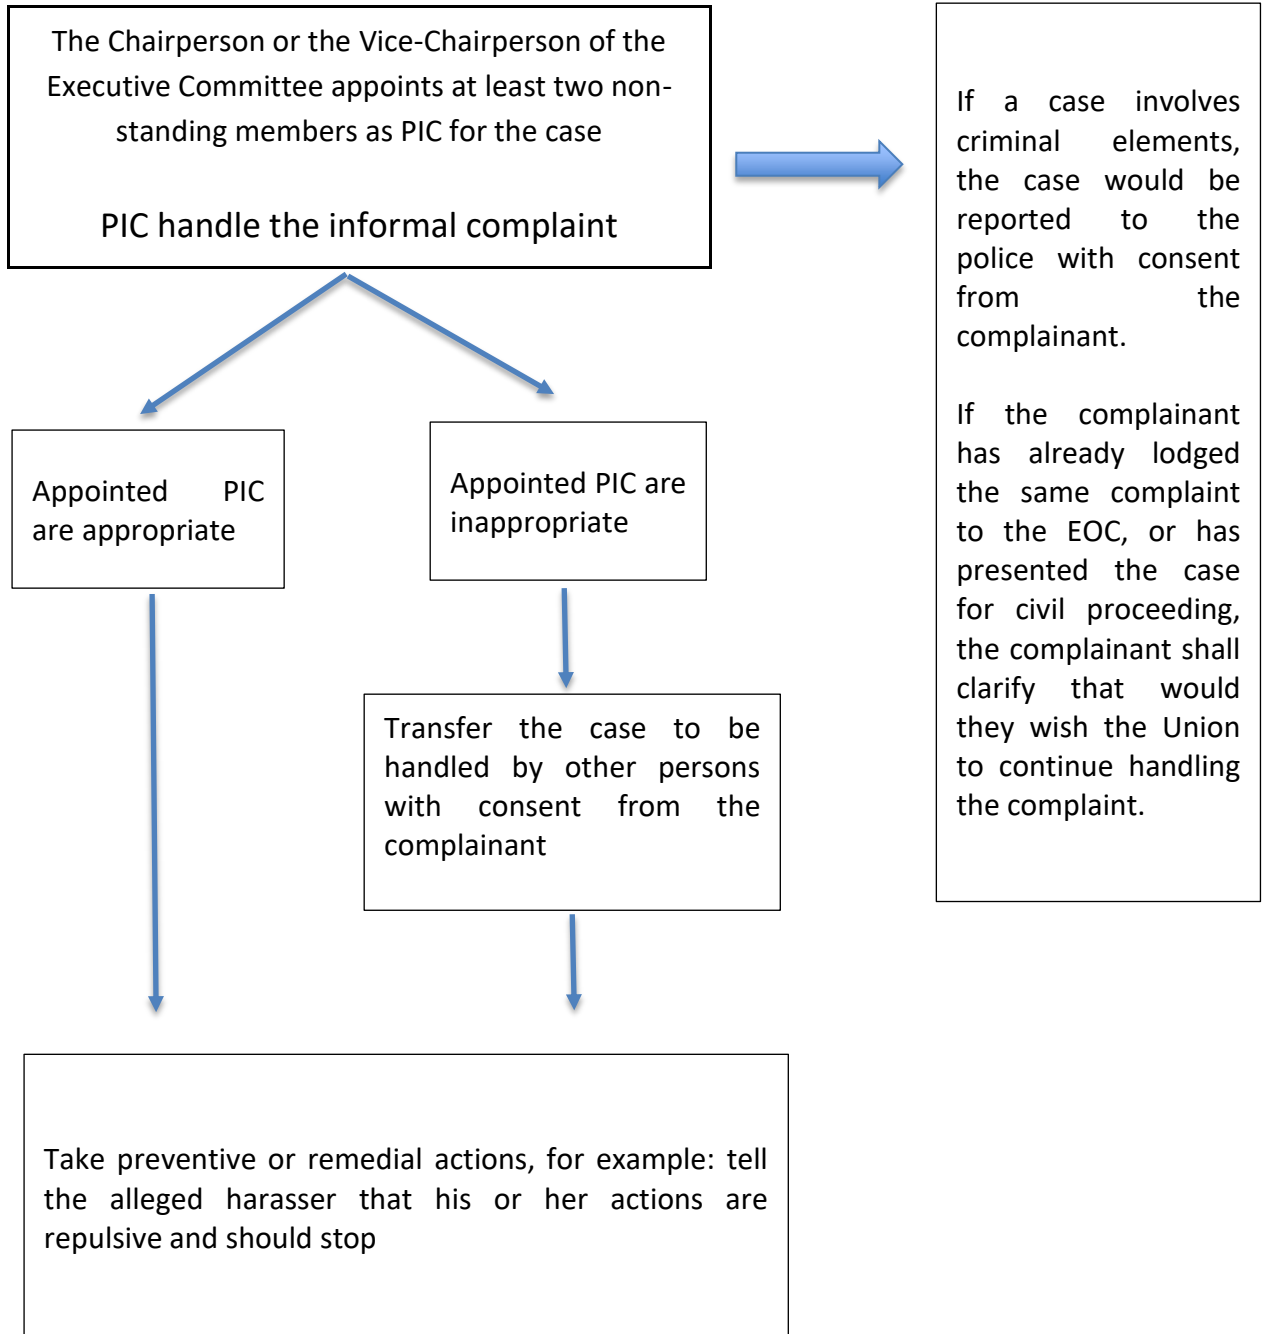 The Chairperson or the Vice-Chairperson of the
Executive Committee appoints at least two non-
standing members as PIC for the case
PIC handle the informal complaint
If a case involves
criminal elements,
the case would be
reported to the
police with consent
from the
complainant.
If the complainant
has already lodged
the same complaint
to the EOC, or has
presented the case
for civil proceeding,
the complainant shall
clarify that would
they wish the Union
to continue handling
the complaint.
Appointed PIC
are appropriate
Appointed PIC are
inappropriate
Transfer the case to be
handled by other persons
with consent from the
complainant
Take preventive or remedial actions, for example: tell
the alleged harasser that his or her actions are
repulsive and should stop